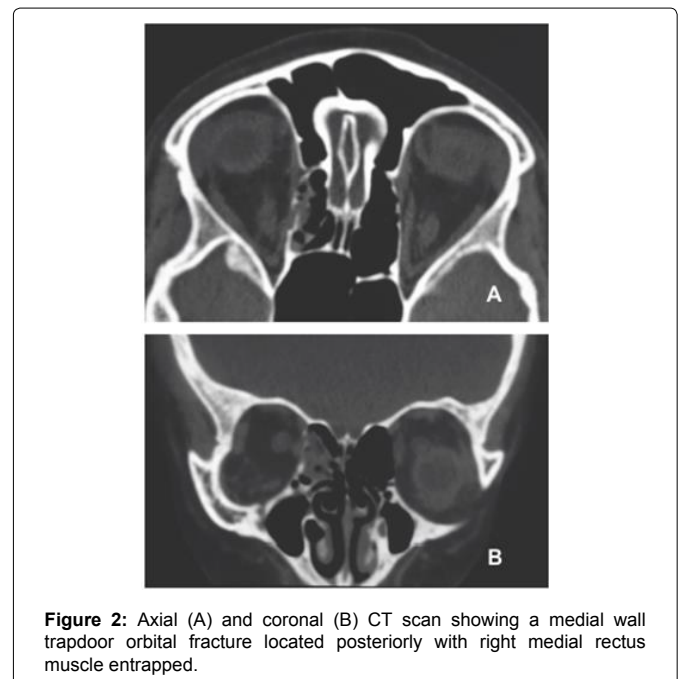 A
B
Figure 2: Axial (A) and coronal (B) CT scan showing a medial wall
trapdoor orbital fracture located posteriorly with right medial rectus
muscle entrapped.